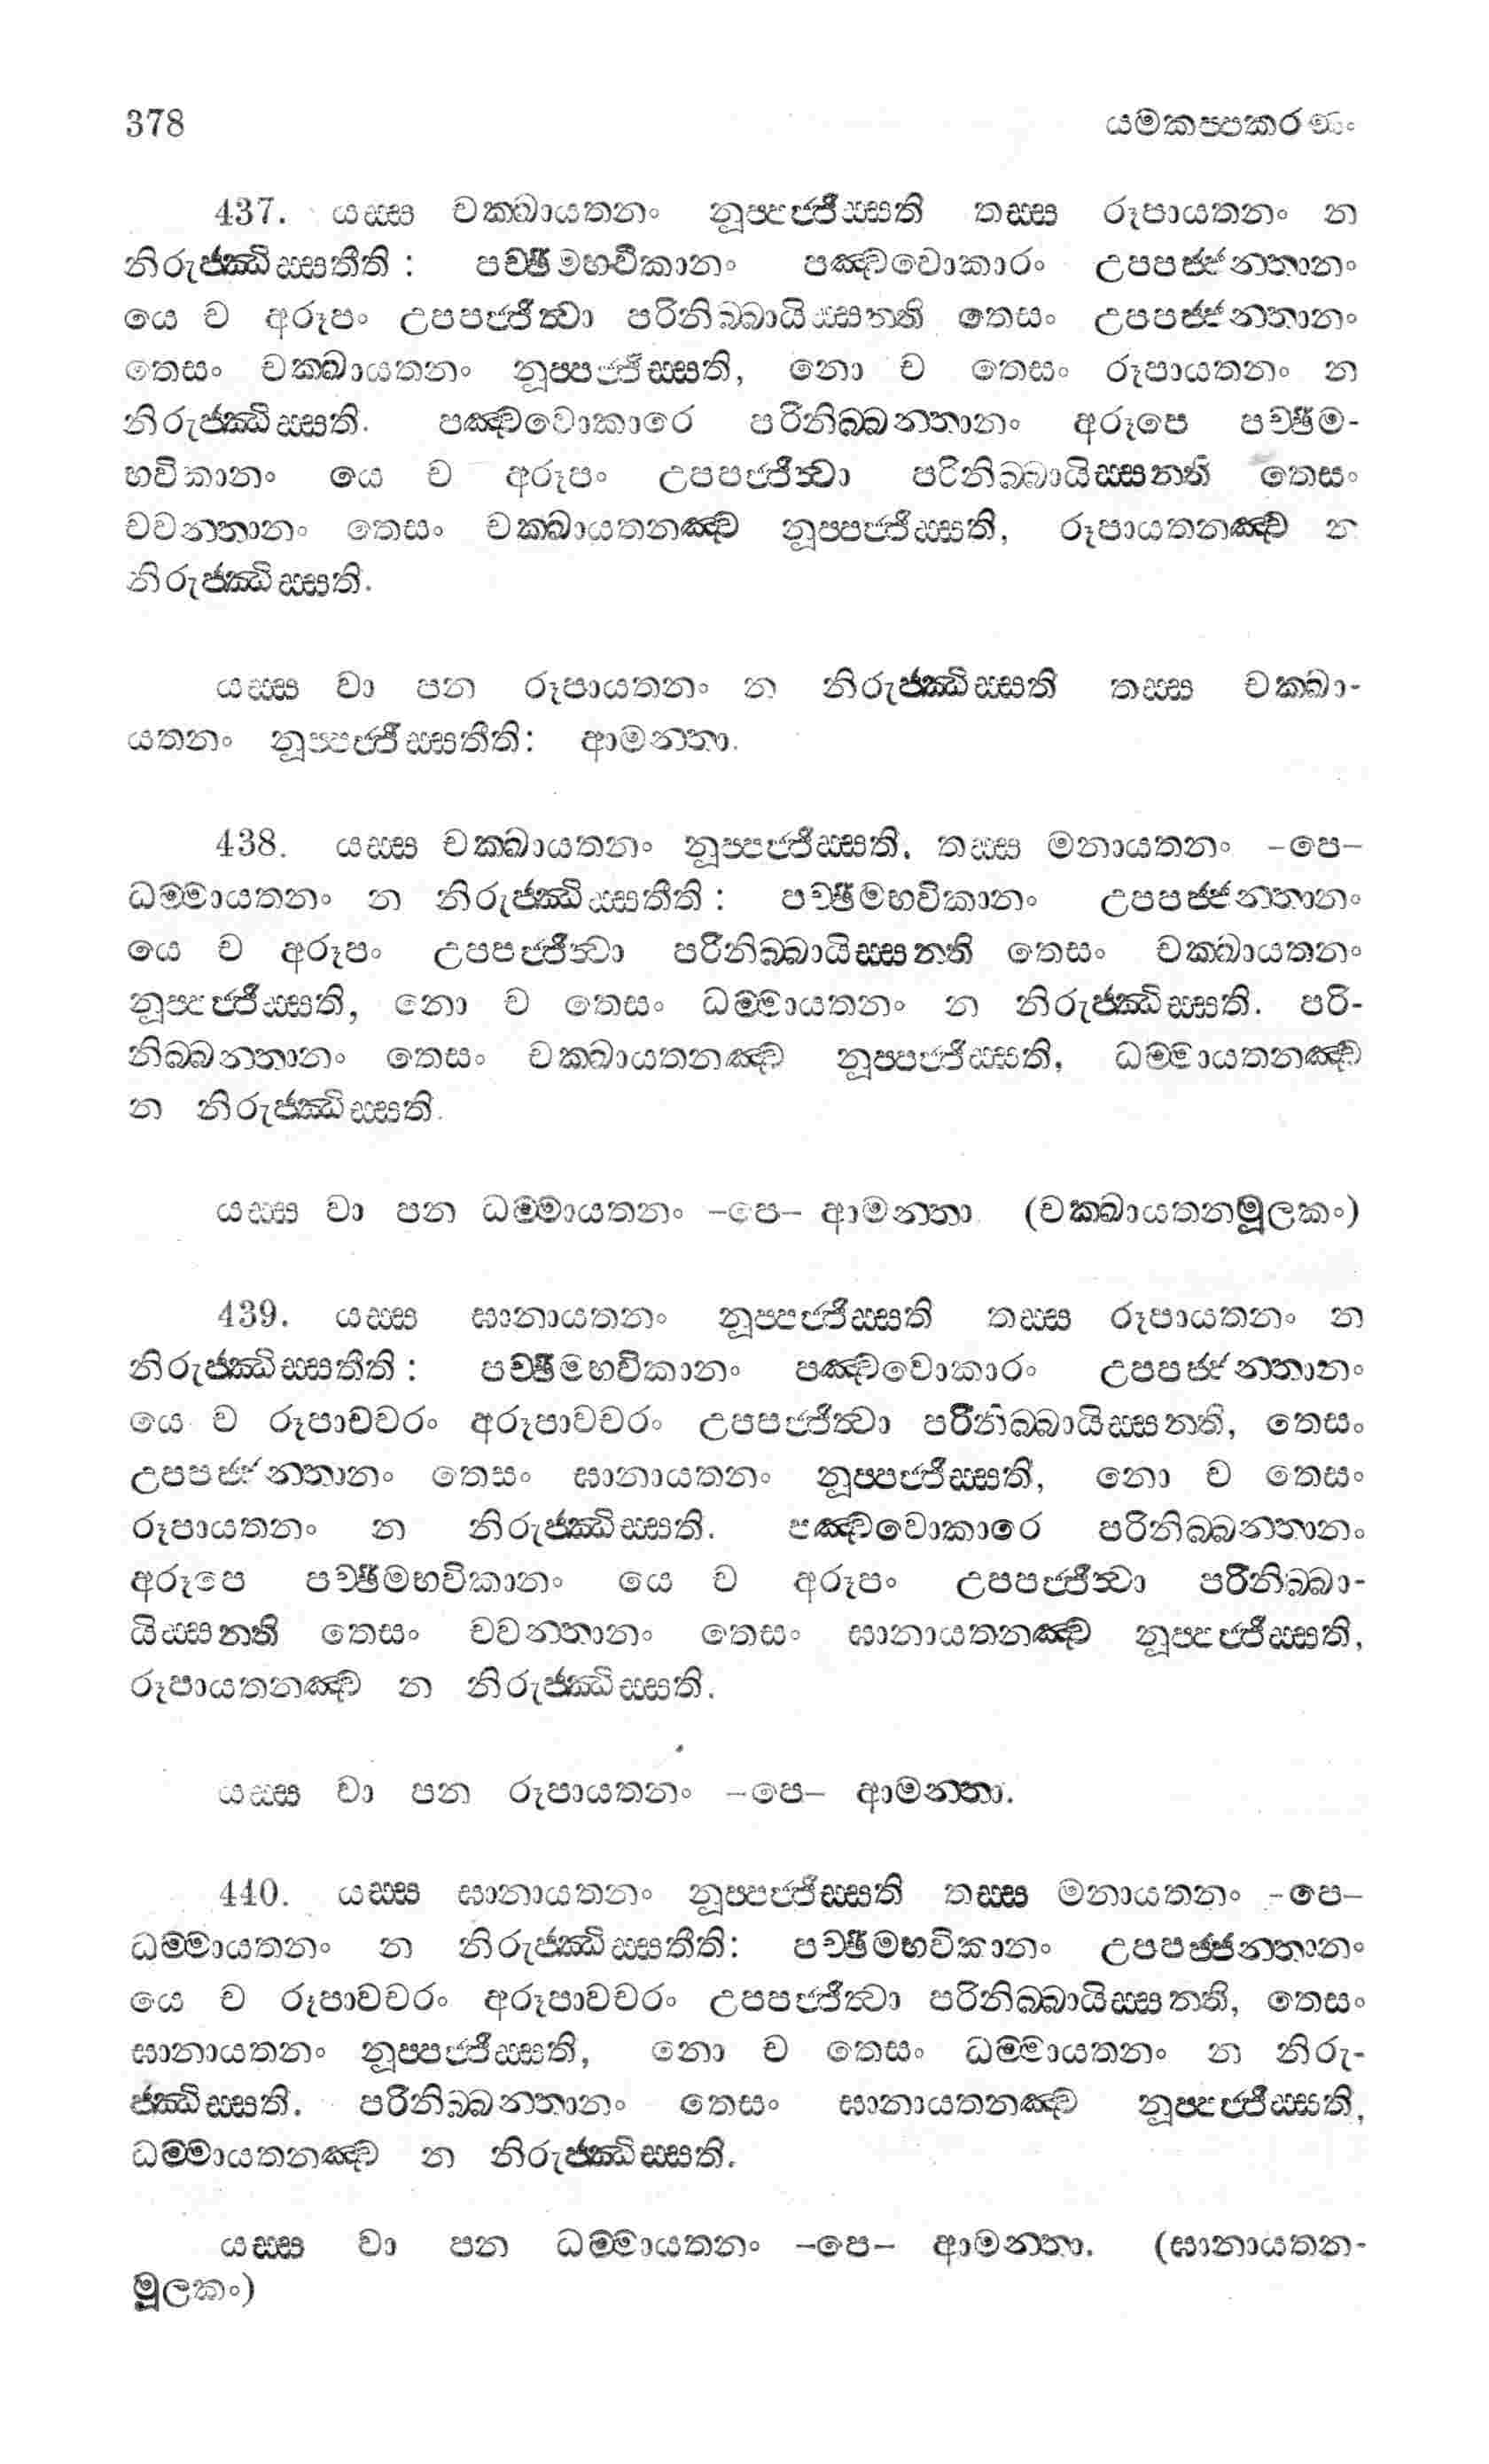 378 යමකප්පකරණං
437. යස්ස චක්ඛායතනං නූප්පජ්ජිස්සති තස්ස රූපායතනං න
නිරුජ්ඣිස්සතීති: පච්ඡිමභවිකානං පඤ්චවොකාරං උපපජ්ජන්තානං
යෙ ච අරූපං උපපජ්ජිත්වා පරිනිබ්බායිස්සන්ති තෙසං උපපජ්ජන්තානං
තෙසං චක්ඛායතනං නූප්පජ්ජිස්සති, නො ච තෙසං රූපායතනං න
නිරුජ්ඣිස්සති. පඤ්චවොකාරෙ පරිනිබ්බන්තානං අරූපෙ පච්ඡිම-
භවිකානං යෙ ච අරූපං උපපජ්ජිත්වා පරිනිබ්බායිස්සන්ති තෙසං
චවන්තානං තෙසං චක්ඛායතනඤ්ච නූප්පජ්ජිස්සති, රූපායතනඤ්ච න
නිරුජ්ඣිස්සති.
යස්ස වා පන රූපායතනං න නිරුජ්ඣිස්සති තස්ස චක්ඛා-
යතනං නූප්පජ්ජිස්සතීති: ආමන්තා.
438. යස්ස චක්ඛායතනං නූප්පජ්ජිස්සති. තස්ස මනායතනං -පෙ-
ධම්මායතනං න නිරුජ්ඣිස්සතීති: පච්ඡිමභවිකානං උපපජ්ජන්තානං
යෙ ච අරූපං උපපජ්ජිත්වා පරිනිබ්බායිස්සන්ති තෙසං චක්ඛායතනං
නූප්පජ්ජිස්සති, නො ච තෙසං ධම්මායතනං න නිරුජ්ඣිස්සති. පරි-
නිබ්බන්තානං තෙසං චක්ඛායතනඤ්ච නූප්පජ්ජිස්සති, ධම්මායතනඤ්ච
න නිරුජ්ඣිස්සති.
යස්ස වා පන ධම්මායතනං -පෙ- ආමන්තා. (චක්ඛායතනමූලකං)
439. යස්ස ඝානායතනං නූප්පජ්ජිස්සති තස්ස රූපායතනං න
නිරුජ්ඣිස්සතීති: පච්ඡිමභවිකානං පඤ්චවොකාරං උපපජ්ජන්තානං
යෙ ච රූපාවචරං අරූපාවචරං උපපජ්ජිත්වා පරිනිබ්බායිස්සන්ති, තෙසං
උපපජ්ජන්තානං තෙසං ඝානායතනං නූප්පජ්ජිස්සති, නො ච තෙසං
රූපායතනං න නිරුජ්ඣිස්සති. පඤ්චවොකාරෙ පරිනිබ්බන්තානං
අරූපෙ පච්ඡිමභවිකානං යෙ ච අරූපං උපපජ්ජිත්වා පරිනිබ්බා-
යිස්සන්ති තෙසං චවන්තානං තෙසං ඝානායතනඤ්ච නූප්පජ්ජිස්සති,
රූපායතනඤ්ච න නිරුජ්ඣිස්සති.
යස්ස වා පන රූපායතනං -පෙ- ආමන්තා.
440. යස්ස ඝානායතනං නූප්පජ්ජිස්සති තස්ස මනායතනං -පෙ-
ධම්මායතනං න නිරුජ්ඣිස්සතීති: පච්ඡිමභවිකානං උපපජ්ජන්තානං
යෙ ච රූපාවචරං අරූපාවචරං උපපජ්ජිත්වා පරිනිබ්බායිස්සන්ති, තෙසං
ඝානායතනං නූප්පජ්ජිස්සති, නො ච තෙසං ධම්මායතනං න නිරු-
ජ්ඣිස්සති. පරිනිබ්බන්තානං තෙසං ඝානායතනඤ්ච නූප්පජ්ජිස්සති,
ධම්මායතනඤ්ච න නිරුජ්ඣිස්සති.
යස්ස වා පන ධම්මායතනං -පෙ- ආමන්තා. (ඝානායතන-
මූලකං)